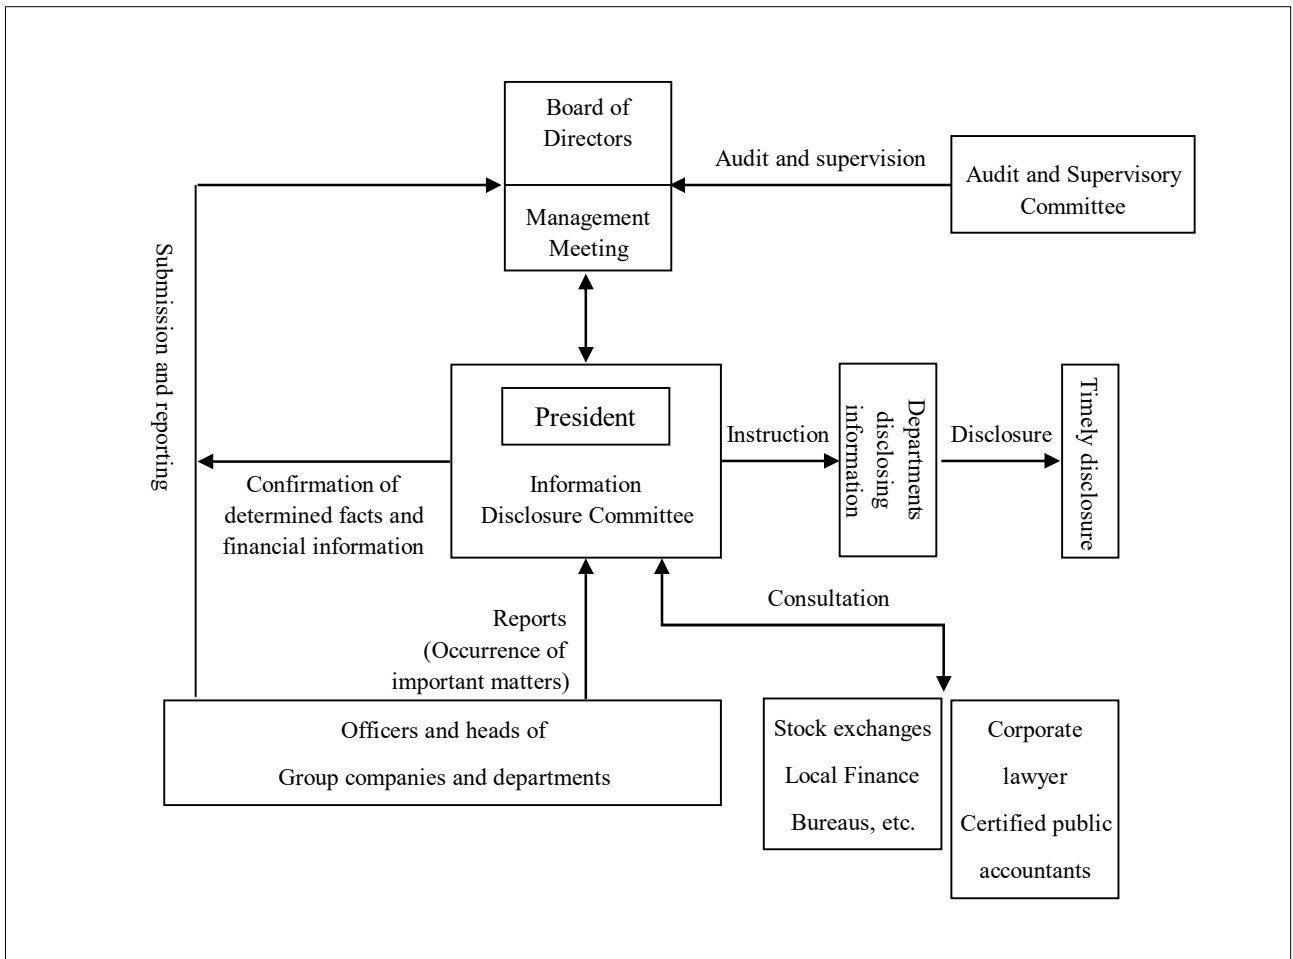 Board of
Directors
Audit and supervision
Audit and Supervisory
Committee
Management
Meeting
Submission and reporting
President
Information
Disclosure Committee
Instruction
Departments
disclosing
information
Disclosure
Timely disclosure
Confirmation of
determined facts and
financial information
Reports
(Occurrence of
important matters)
Consultation
Officers and heads of
Group companies and departments
Stock exchanges
Local Finance
Bureaus, etc.
Corporate
lawyer
Certified public
accountants